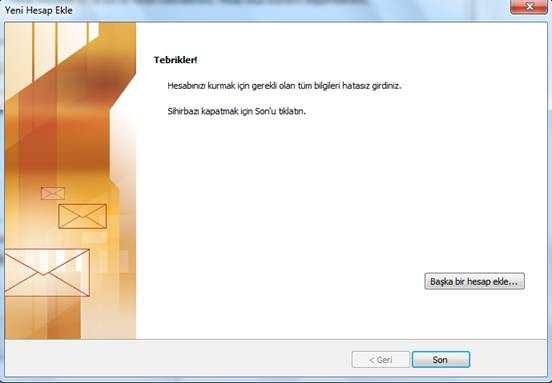 Yeni Hesap Ekle
Tebrikler!
Hesabınızı kurmak için gerekli olan tüm bilgileri hatasız girdiniz.
Sihirbazı kapatmak için Son'u tıklatın.
Başka bir hesap ekle...
< Geri
Son